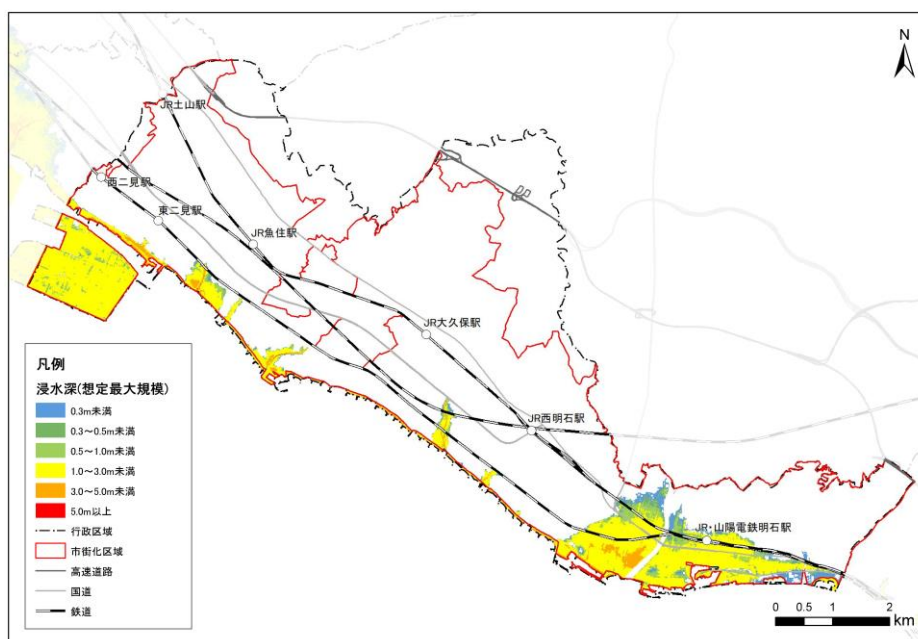 N
JR土山駅
西二見駅
東二見駅
JR魚住駅
JR大久保駅
JR西明石駅
JR・山陽電鉄明石駅
凡例
浸水深(想定最大規模)
0.3m未満
0.3～0.5m未満
0.5～1.0m未満
1.0～3.0m未満
3.0～5.0m未満
5.0m以上
行政区域
市街化区域
高速道路
国道
鉄道
0 0.5 1 2
km